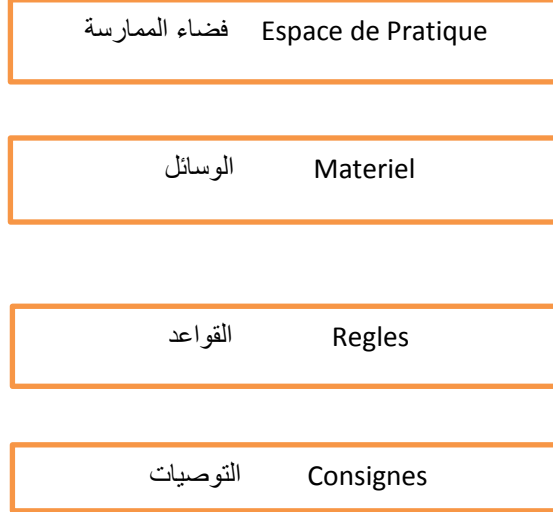 فضاء الممارسة Espace de Pratique
الوسائل Materiel
القواعد Regles
التوصيات Consignes